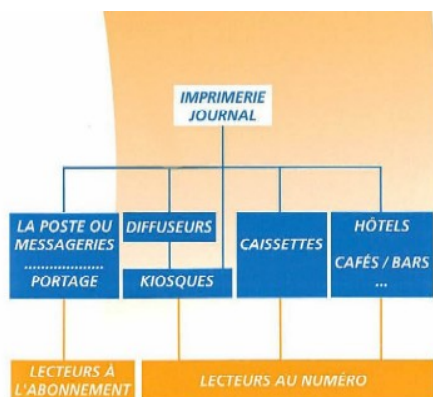 IMPRIMERIE
JOURNAL
LA POSTE OU
MESSAGERIES
...................
PORTAGE
DIFFUSEURS
KIOSQUES
CAISSETTES
HÔTELS
CAFÉS / BARS
...
LECTEURS À
L'ABONNEMENT
LECTEURS AU NUMÉRO